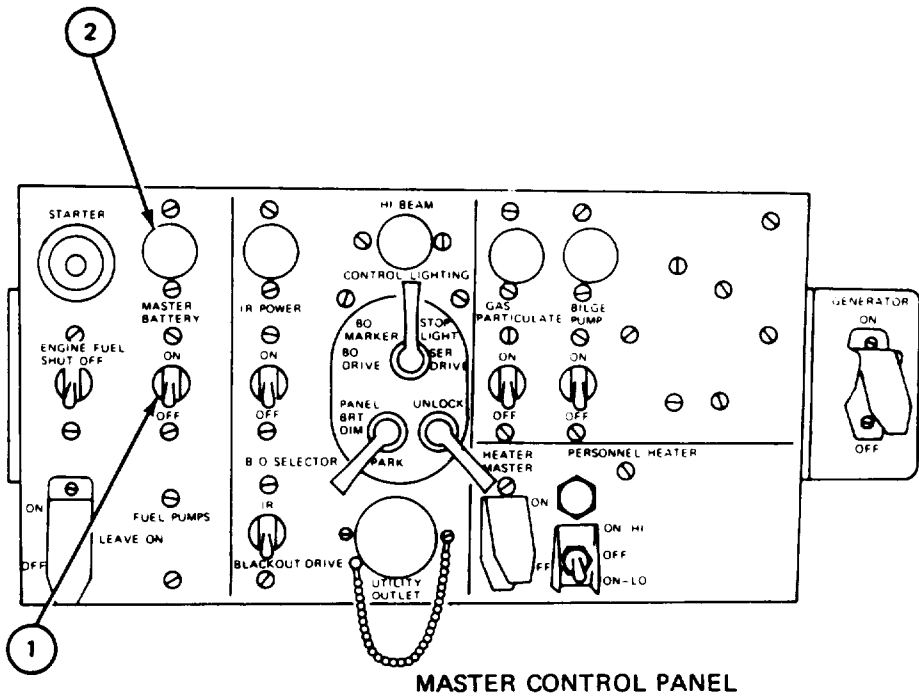 2
STARTER
HI BEAM
CONTROL LIGHTING
MASTER
BATTERY
IR POWER
GAS
PARTICULATE
BILGE
PUMP
GENERATOR
ON
OFF
ENGINE FUEL
SHUT OFF
ON
OFF
ON
OFF
BO
MARKER
STOP
LIGHT
BO
DRIVE
SER
DRIVE
PANEL
BRT
DIM
UNLOCK
PARK
ON
OFF
ON
OFF
B O SELECTOR
IR
BLACKOUT DRIVE
HEATER
MASTER
ON
OFF
PERSONNEL HEATER
ON HI
OFF
ON-LO
ON
OFF
FUEL PUMPS
LEAVE ON
UTILITY
OUTLET
1
MASTER CONTROL PANEL